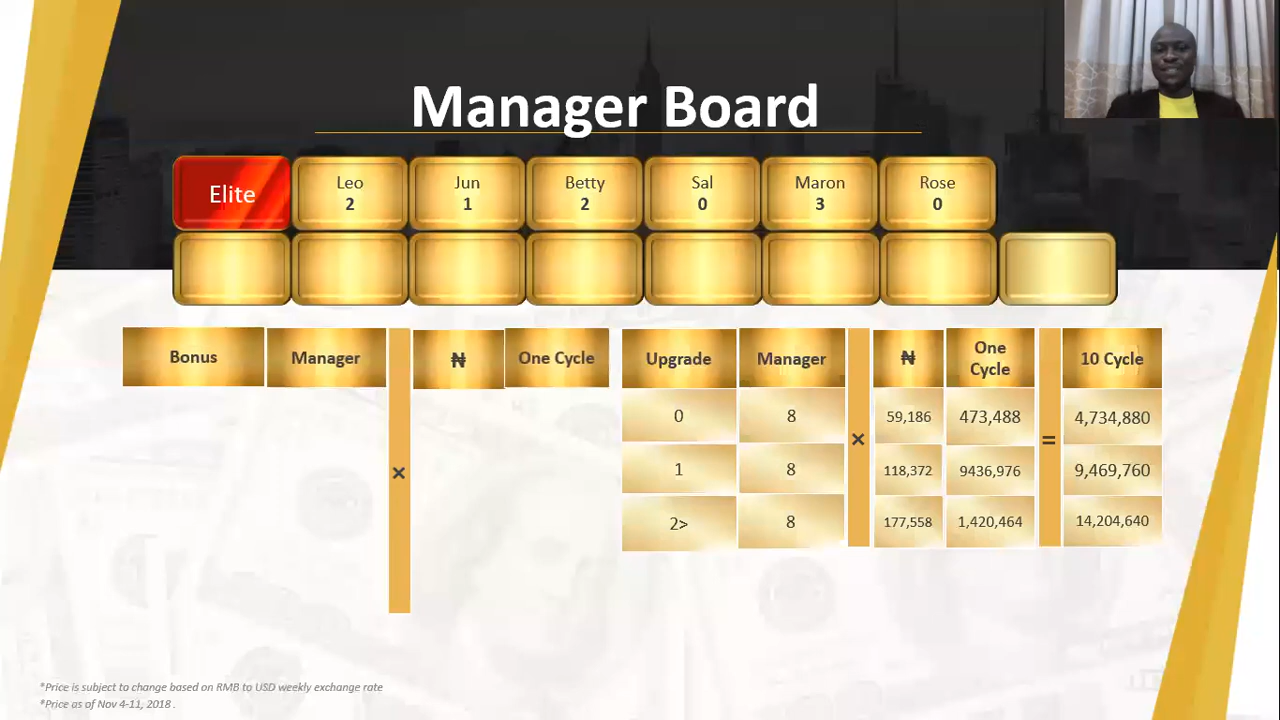 Manager Board
Elite
Leo
2
Jun
1
Betty
2
Sal
0
Maron
3
Rose
0
Bonus Manager ₦ One Cycle
×
Upgrade Manager ₦ One Cycle 10 Cycle
0 8 59,186 473,488 4,734,880
× =
1 8 118,372 9436,976 9,469,760
2> 8 177,558 1,420,464 14,204,640
*Price is subject to change based on RMB to USD weekly exchange rate
*Price as of Nov 4-11, 2018 .